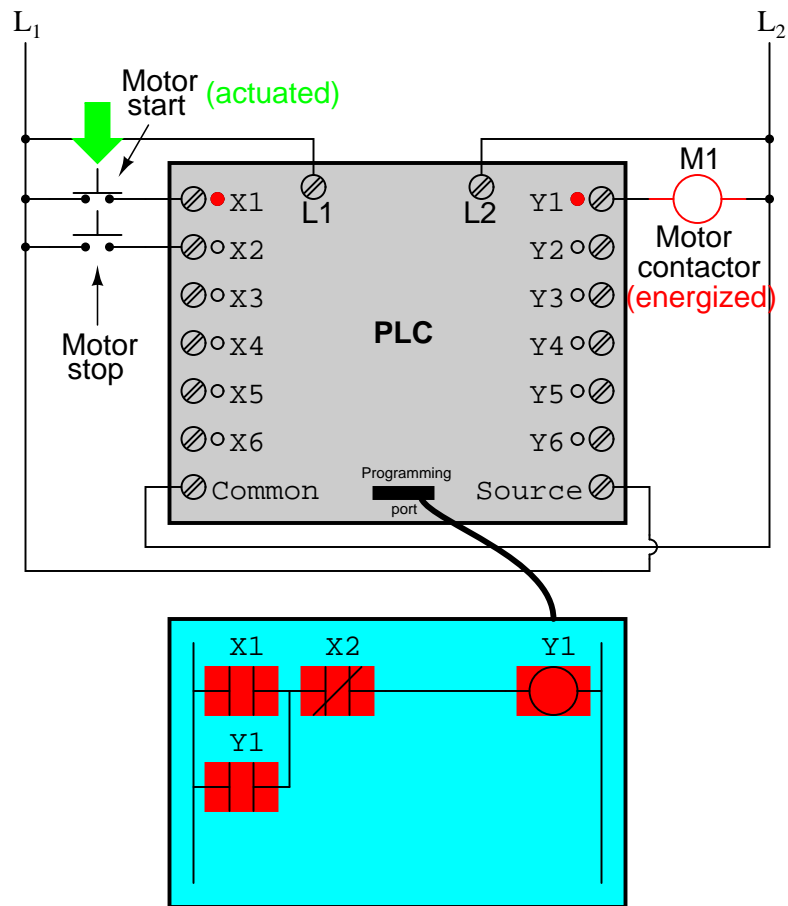 L1
L2
Motor
start
(actuated)
M1
X1
L1
L2
Y1
X2
Y2
Motor
contactor
(energized)
X3
Y3
Motor
stop
PLC
X4
Y4
X5
Y5
X6
Y6
Common
Programming
port
Source
X1
X2
Y1
Y1